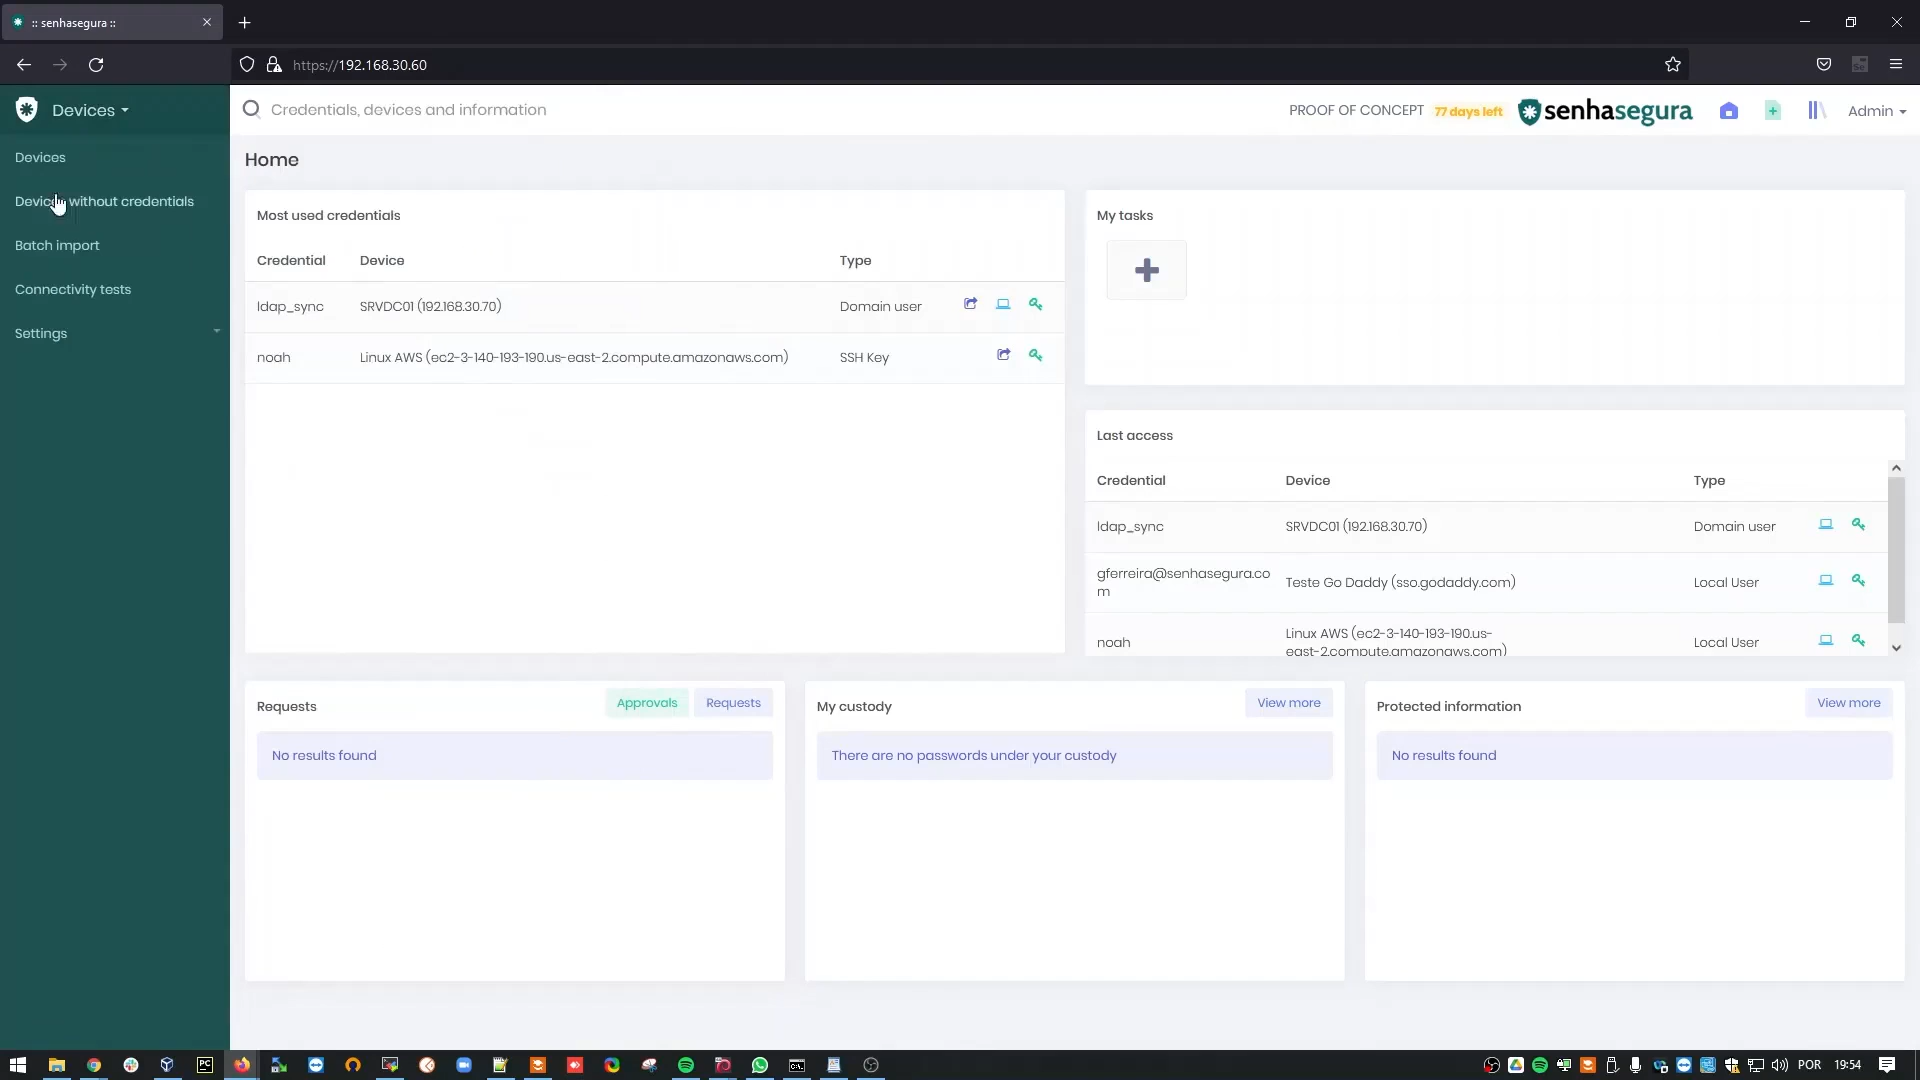 :: senhasegura ::
https://192.168.30.60
Devices
Credentials, devices and information
PROOF OF CONCEPT 77 days left
senhasegura
Admin
Devices
Devices without credentials
Batch import
Connectivity tests
Settings
Home
Most used credentials
Credential Device Type
ldap_sync SRVDC01 (192.168.30.70) Domain user
noah Linux AWS (ec2-3-140-193-190.us-east-2.compute.amazonaws.com) SSH Key
My tasks
Last access
Credential Device Type
ldap_sync SRVDC01 (192.168.30.70) Domain user
gferreira@senhasegura.co
m
Teste Go Daddy (sso.godaddy.com) Local User
noah
Linux AWS (ec2-3-140-193-190.us-
east-2.compute.amazonaws.com)
Local User
Requests Approvals Requests
No results found
My custody View more
There are no passwords under your custody
Protected information View more
No results found
PC
POR 19:54